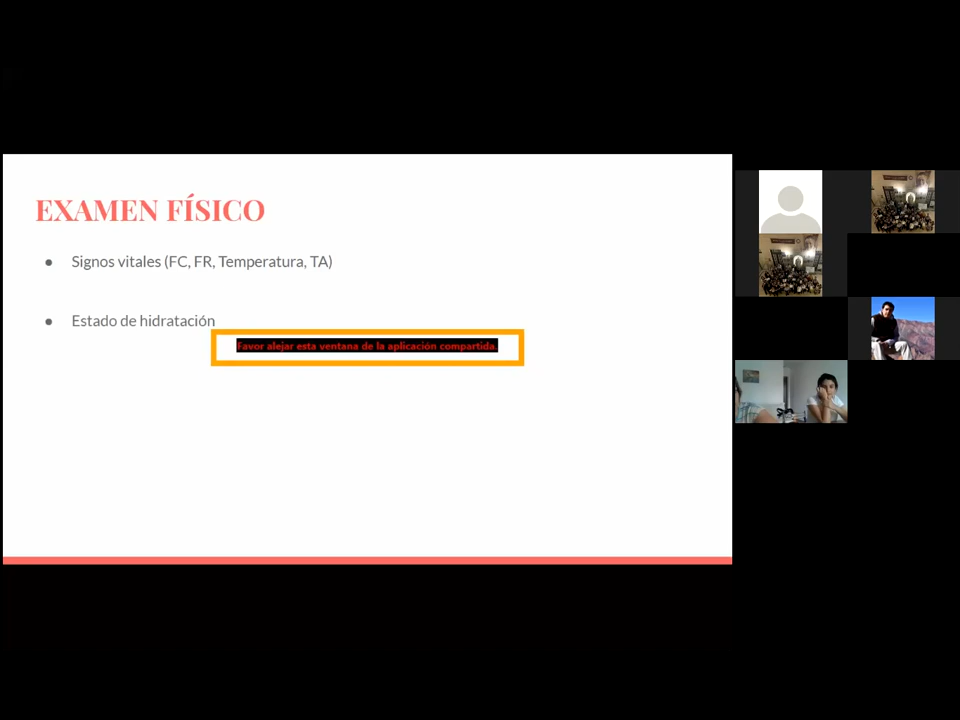 EXAMEN FÍSICO
● Signos vitales (FC, FR, Temperatura, TA)
● Estado de hidratación
Favor alejar esta ventana de la aplicación compartida.